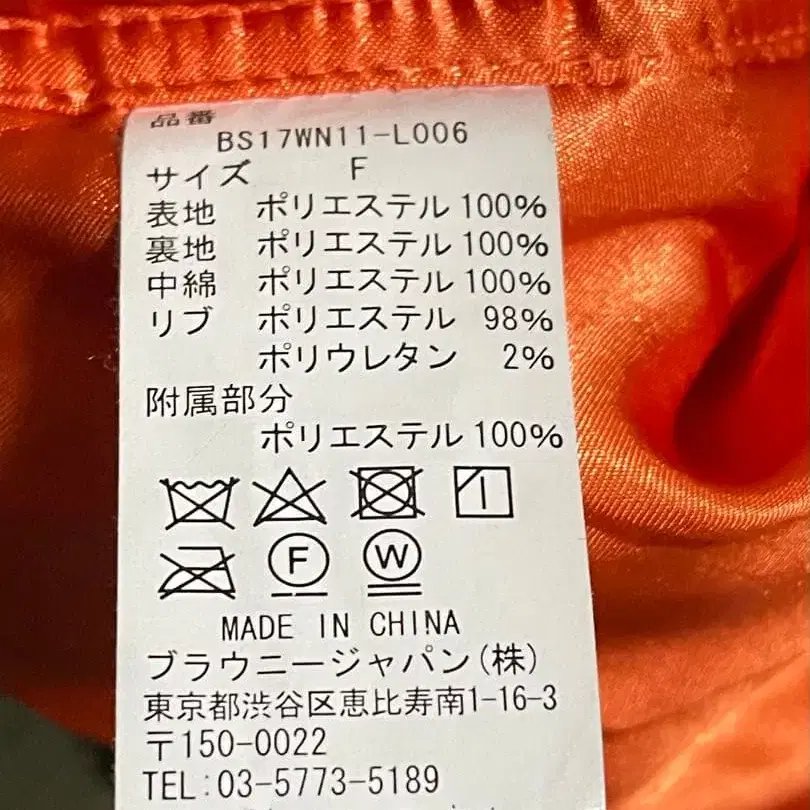 品番
BS17WN11-L006
サイズ F
表地 ポリエステル 100%
裏地 ポリエステル 100%
中綿 ポリエステル 100%
リブ ポリエステル 98%
ポリウレタン 2%
附属部分
ポリエステル 100%
F W
MADE IN CHINA
ブラウニージャパン(株)
東京都渋谷区恵比寿南1-16-3
〒150-0022
TEL:03-5773-5189